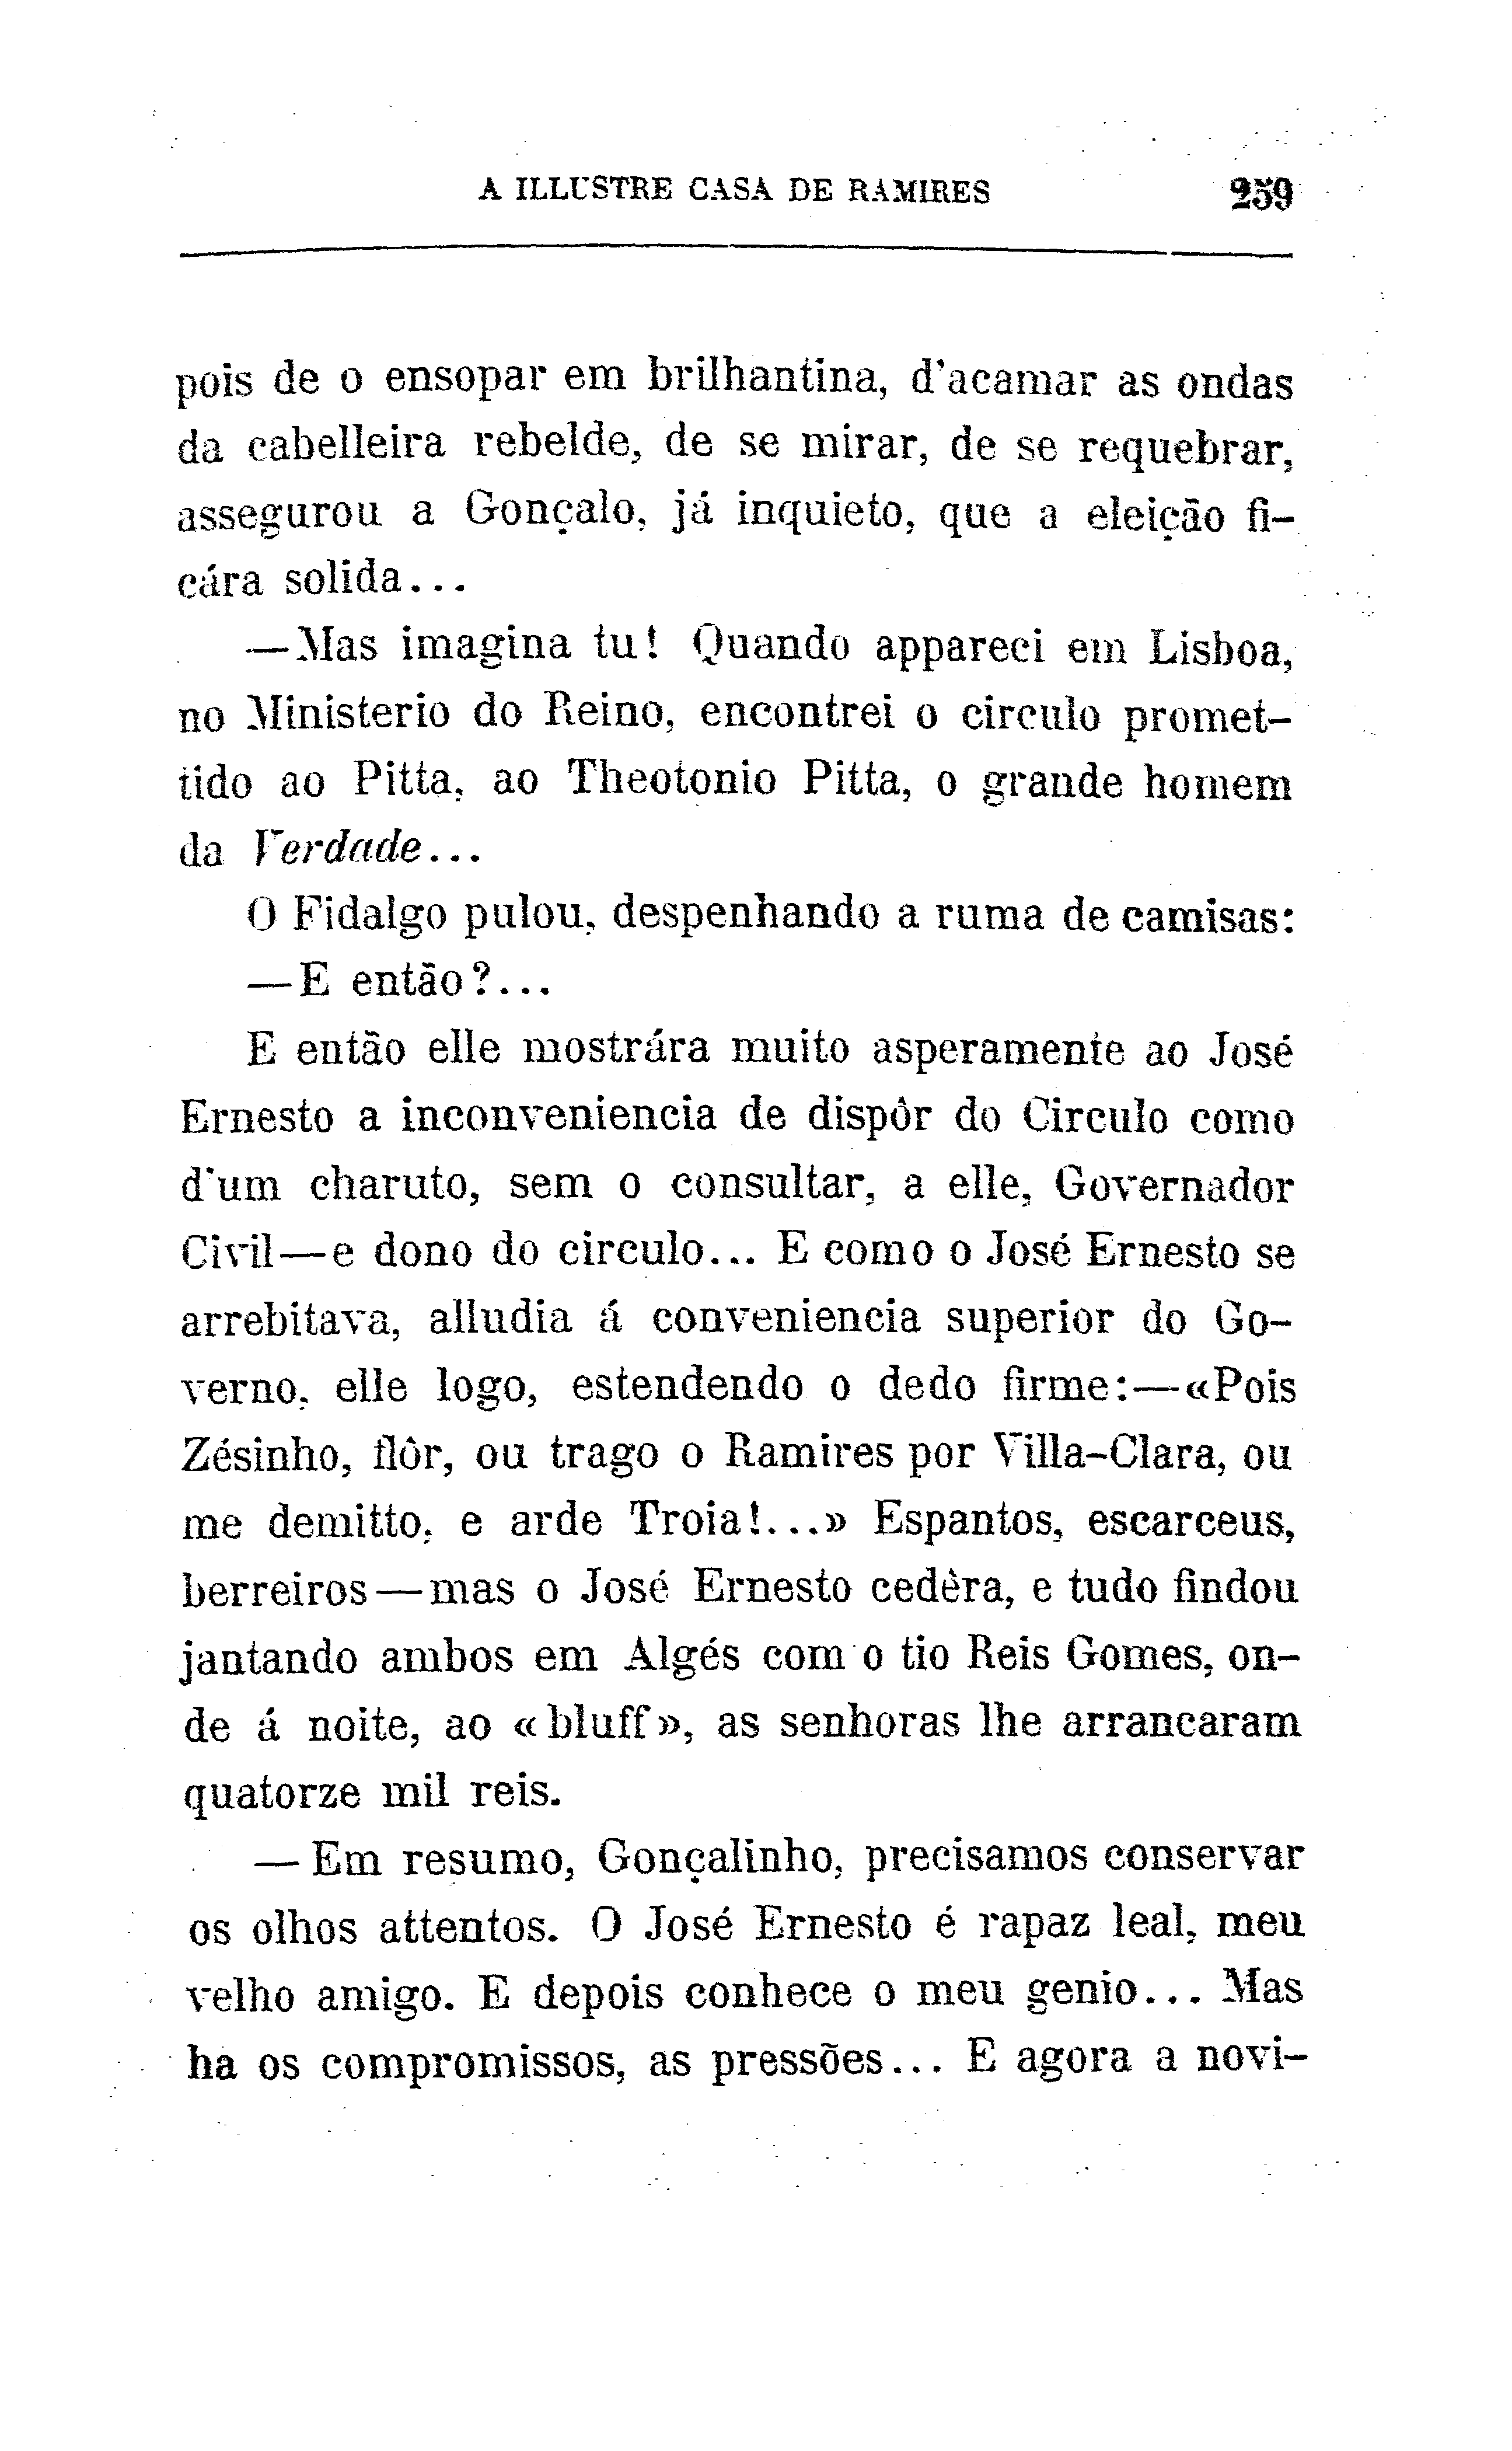 A ILLUSTRE CASA DE RAMIRES 259
pois de o ensopar em brilhantina, d'acamar as ondas
da cabelleira rebelde, de se mirar, de se requebrar,
assegurou a Gonçalo, já inquieto, que a eleição fi-
cára solida...
—Mas imagina tu! Quando appareci em Lisboa,
no Ministerio do Reino, encontrei o circulo promet-
tido ao Pitta, ao Theotonio Pitta, o grande homem
da Verdade...
O Fidalgo pulou, despenhando a ruma de camisas:
—E então?...
E então elle mostrára muito asperamente ao José
Ernesto a inconveniencia de dispôr do Circulo como
d'um charuto, sem o consultar, a elle, Governador
Civil—e dono do circulo... E como o José Ernesto se
arrebitava, alludia á conveniencia superior do Go-
verno, elle logo, estendendo o dedo firme:—«Pois
Zésinho, flôr, ou trago o Ramires por Villa-Clara, ou
me demitto, e arde Troia!...» Espantos, escarceus,
berreiros—mas o José Ernesto cedêra, e tudo findou
jantando ambos em Algés com o tio Reis Gomes, on-
de á noite, ao «bluff», as senhoras lhe arrancaram
quatorze mil reis.
—Em resumo, Gonçalinho, precisamos conservar
os olhos attentos. O José Ernesto é rapaz leal, meu
velho amigo. E depois conhece o meu genio... Mas
ha os compromissos, as pressões... E agora a novi-